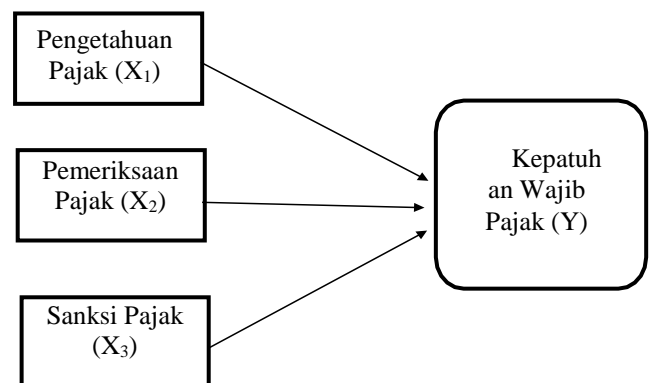 Pengetahuan
Pajak (X₁)
Pemeriksaan
Pajak (X₂)
Sanksi Pajak
(X₃)
Kepatuh
an Wajib
Pajak (Y)